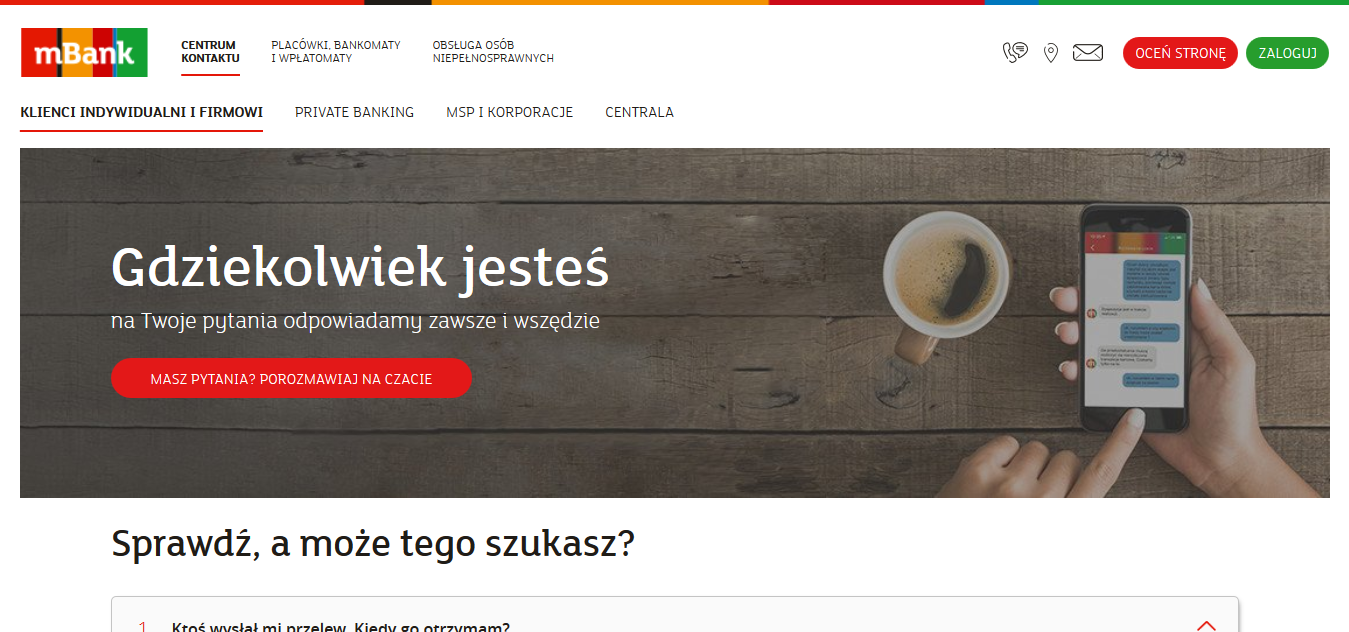 mBank
CENTRUM
KONTAKTU
PLACÓWKI, BANKOMATY
I WPŁATOMATY
OBSŁUGA OSÓB
NIEPEŁNOSPRAWNYCH
OCEŃ STRONĘ
ZALOGUJ
KLIENCI INDYWIDUALNI I FIRMOWI
PRIVATE BANKING
MSP I KORPORACJE
CENTRALA
Gdziekolwiek jesteś
na Twoje pytania odpowiadamy zawsze i wszędzie
MASZ PYTANIA? POROZMAWIAJ NA CZACIE
Sprawdź, a może tego szukasz?
1 Ktoś wysłał mi przelew. Kiedy go otrzymam?